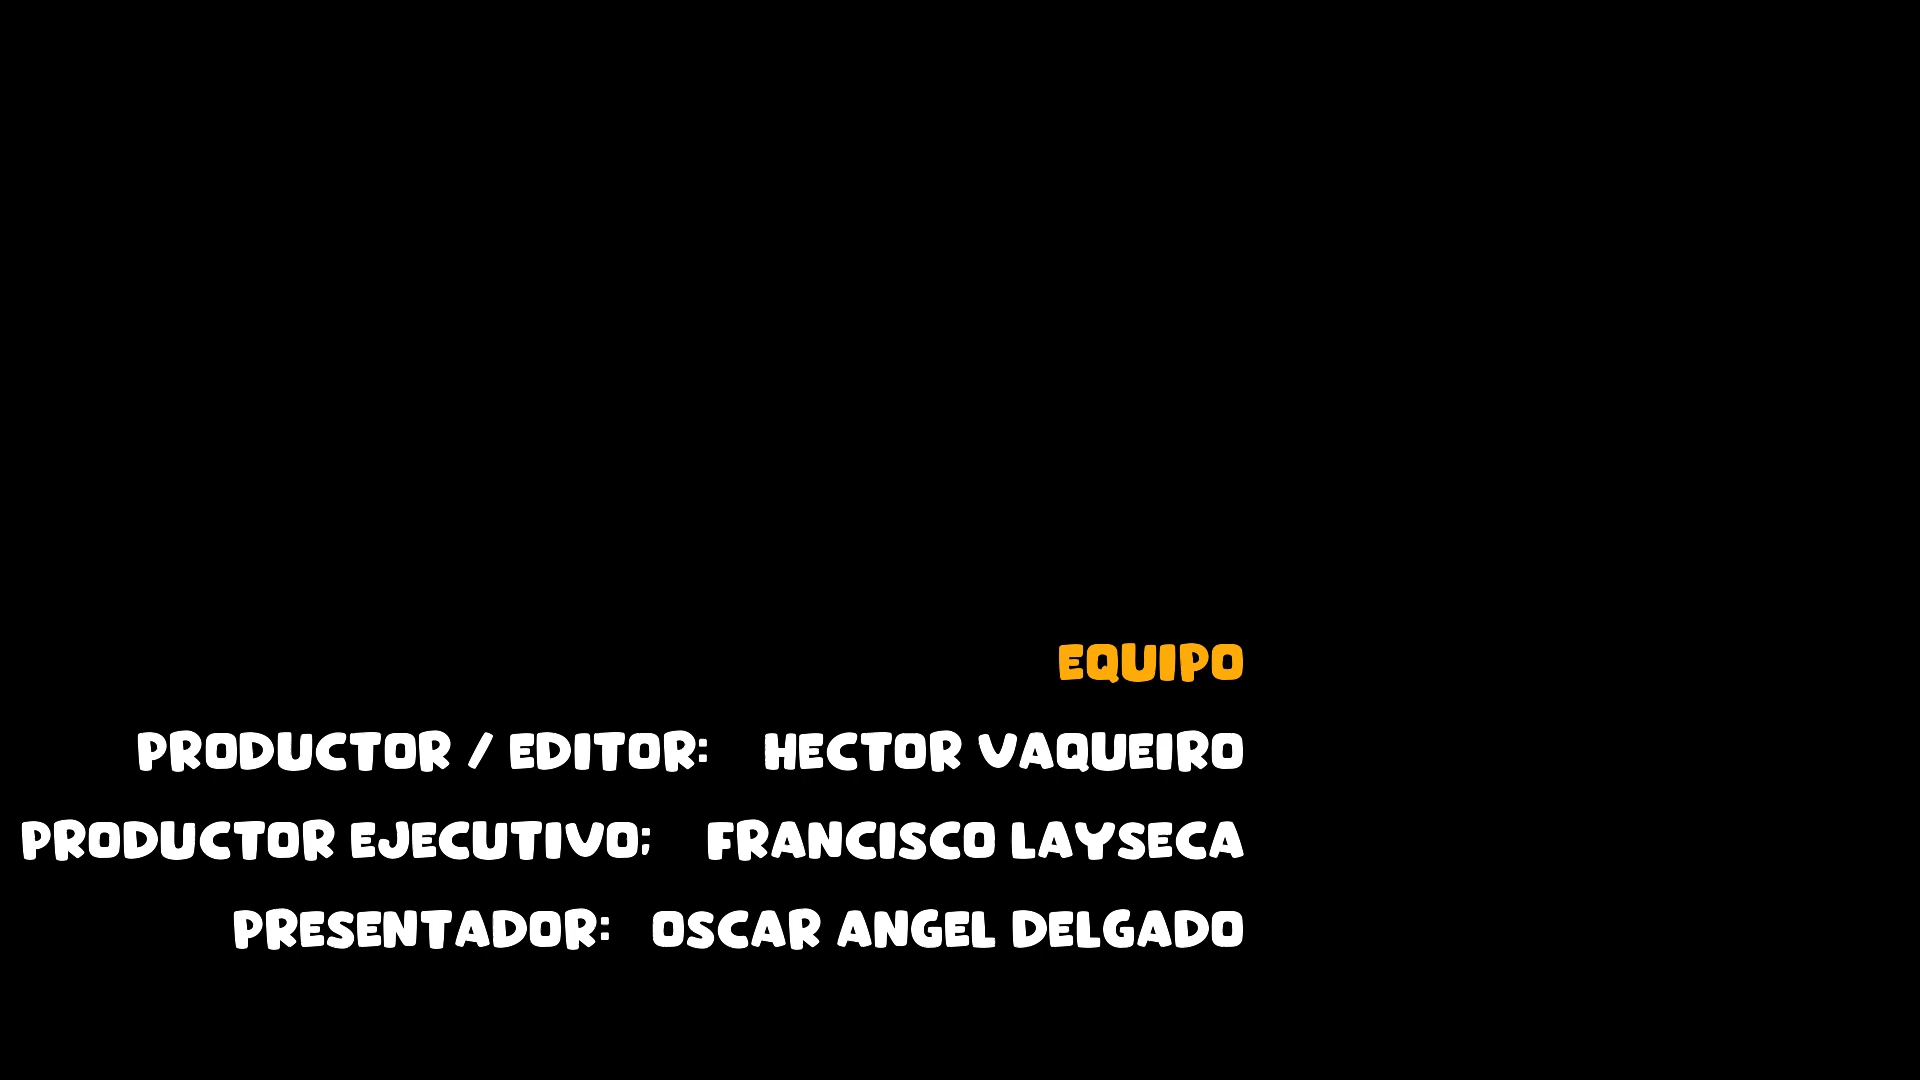 EQUIPO
PRODUCTOR / EDITOR: HECTOR VAQUEIRO
PRODUCTOR EJECUTIVO; FRANCISCO LAYSECA
PRESENTADOR: OSCAR ANGEL DELGADO